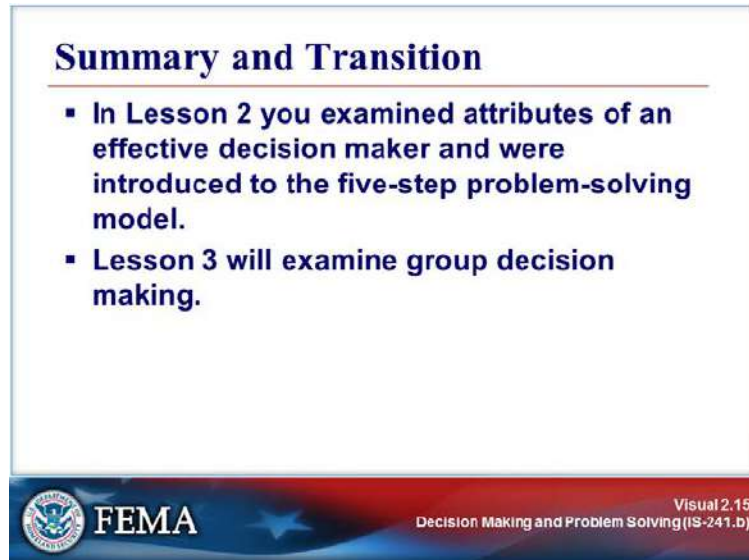 Summary and Transition
▪ In Lesson 2 you examined attributes of an
effective decision maker and were
introduced to the five-step problem-solving
model.
▪ Lesson 3 will examine group decision
making.
FEMA
Visual 2.15
Decision Making and Problem Solving (IS-241.b)